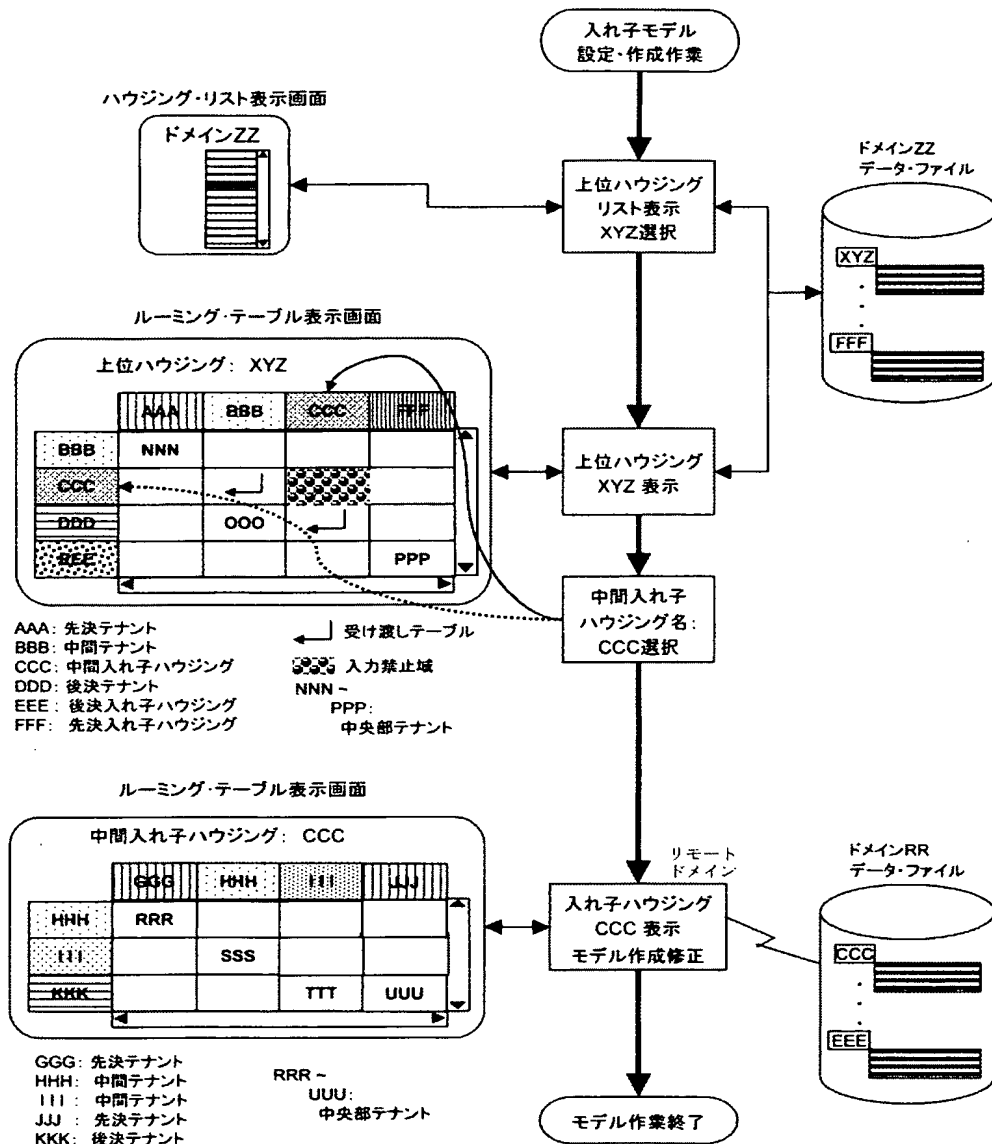 入れ子モデル
設定・作成作業
ハウジング・リスト表示画面
ドメインZZ
上位ハウジング
リスト表示
XYZ選択
ドメインZZ
データ・ファイル
XYZ
FFF
ルーミング・テーブル表示画面
上位ハウジング: XYZ
AAA BBB CCC FFF
BBB NNN
CCC
DDD OOO
EEE PPP
上位ハウジング
XYZ 表示
中間入れ子
ハウジング名:
CCC選択
AAA: 先決テナント
BBB: 中間テナント
CCC: 中間入れ子ハウジング
DDD: 後決テナント
EEE: 後決入れ子ハウジング
FFF: 先決入れ子ハウジング
受け渡しテーブル
入力禁止域
NNN ~
PPP:
中央部テナント
ルーミング・テーブル表示画面
中間入れ子ハウジング: CCC
GGG HHH III JJJ
HHH RRR
III SSS
KKK TTT UUU
リモート
ドメイン
入れ子ハウジング
CCC 表示
モデル作成修正
ドメインRR
データ・ファイル
CCC
EEE
GGG: 先決テナント
HHH: 中間テナント
III: 中間テナント
JJJ: 先決テナント
KKK: 後決テナント
RRR ~
UUU:
中央部テナント
モデル作業終了